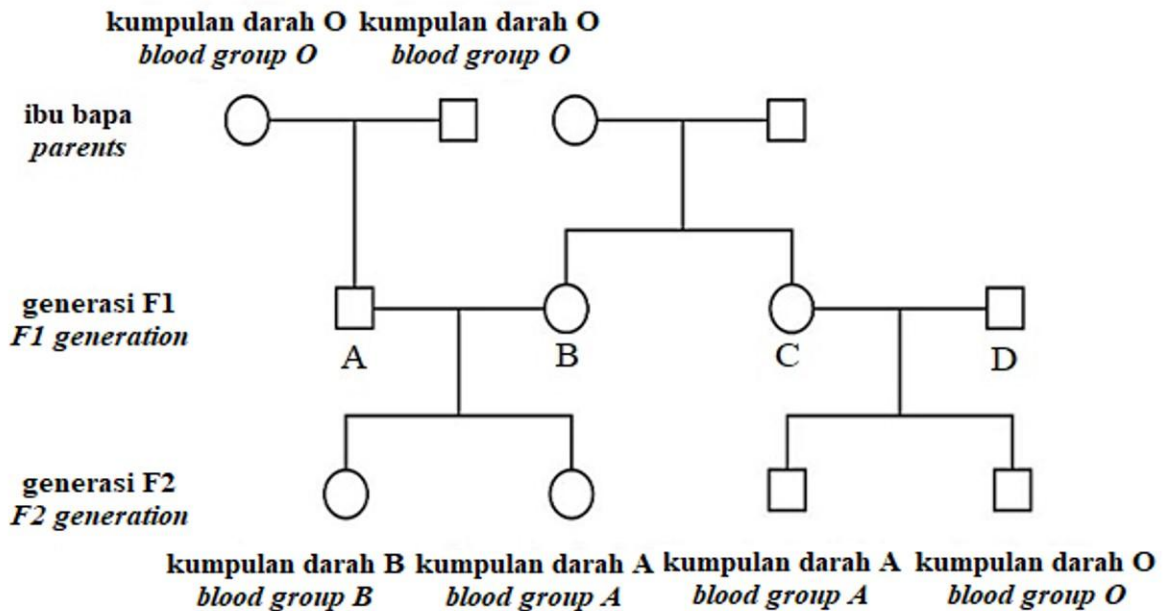 kumpulan darah O kumpulan darah O
blood group O blood group O
ibu bapa
parents
generasi F1
F1 generation
A B C D
generasi F2
F2 generation
kumpulan darah B kumpulan darah A kumpulan darah A kumpulan darah O
blood group B blood group A blood group A blood group O